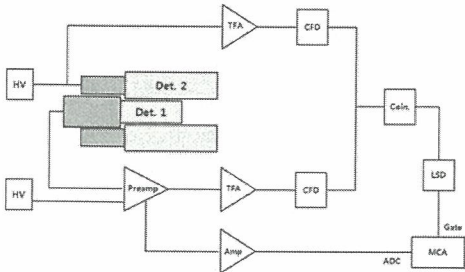 TFA
CFD
HV
Det. 2
Det. 1
Coin.
HV
Preamp
TFA
CFD
LSD
Gate
Amp
ADC
MCA